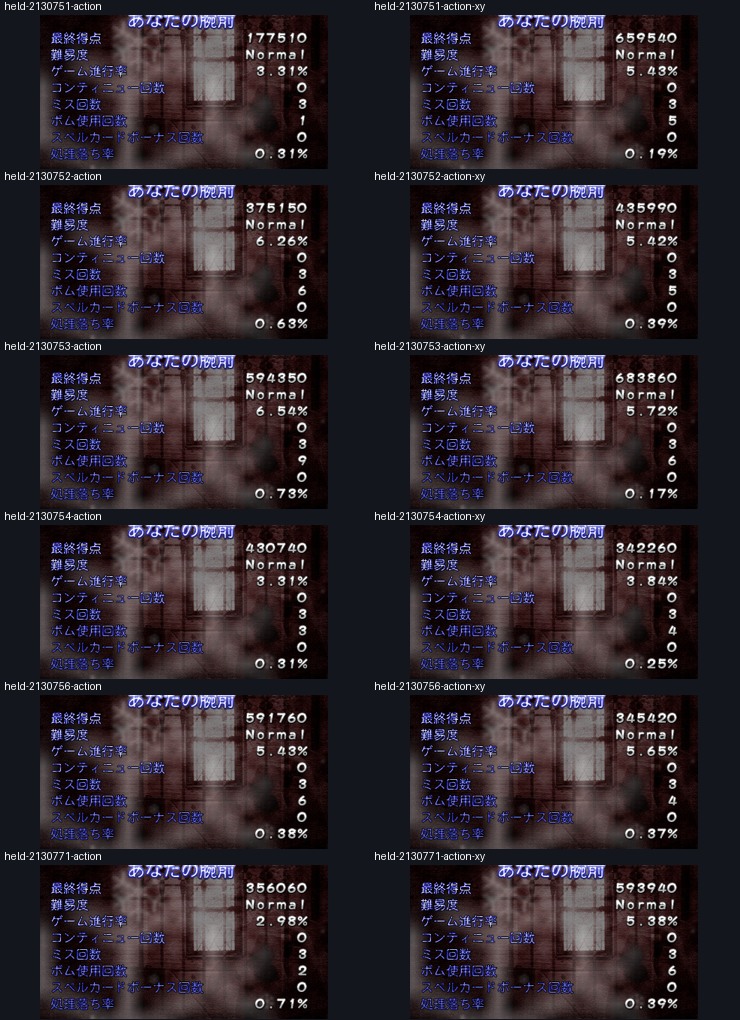 held-2130751-action
あなたの腕前
最終得点 177510
難易度 Normal
ゲーム進行率 3.31%
コンティニュー回数 0
ミス回数 3
ボム使用回数 1
スペルカードボーナス回数 0
処理落ち率 0.31%
held-2130751-action-xy
あなたの腕前
最終得点 659540
難易度 Normal
ゲーム進行率 5.43%
コンティニュー回数 0
ミス回数 3
ボム使用回数 5
スペルカードボーナス回数 0
処理落ち率 0.19%
held-2130752-action
あなたの腕前
最終得点 375150
難易度 Normal
ゲーム進行率 6.26%
コンティニュー回数 0
ミス回数 3
ボム使用回数 6
スペルカードボーナス回数 0
処理落ち率 0.63%
held-2130752-action-xy
あなたの腕前
最終得点 435990
難易度 Normal
ゲーム進行率 5.42%
コンティニュー回数 0
ミス回数 3
ボム使用回数 5
スペルカードボーナス回数 0
処理落ち率 0.39%
held-2130753-action
あなたの腕前
最終得点 594350
難易度 Normal
ゲーム進行率 6.54%
コンティニュー回数 0
ミス回数 3
ボム使用回数 9
スペルカードボーナス回数 0
処理落ち率 0.73%
held-2130753-action-xy
あなたの腕前
最終得点 683860
難易度 Normal
ゲーム進行率 5.72%
コンティニュー回数 0
ミス回数 3
ボム使用回数 6
スペルカードボーナス回数 0
処理落ち率 0.17%
held-2130754-action
あなたの腕前
最終得点 430740
難易度 Normal
ゲーム進行率 3.31%
コンティニュー回数 0
ミス回数 3
ボム使用回数 3
スペルカードボーナス回数 0
処理落ち率 0.31%
held-2130754-action-xy
あなたの腕前
最終得点 342260
難易度 Normal
ゲーム進行率 3.84%
コンティニュー回数 0
ミス回数 3
ボム使用回数 4
スペルカードボーナス回数 0
処理落ち率 0.25%
held-2130756-action
あなたの腕前
最終得点 591760
難易度 Normal
ゲーム進行率 5.43%
コンティニュー回数 0
ミス回数 3
ボム使用回数 6
スペルカードボーナス回数 0
処理落ち率 0.38%
held-2130756-action-xy
あなたの腕前
最終得点 345420
難易度 Normal
ゲーム進行率 5.65%
コンティニュー回数 0
ミス回数 3
ボム使用回数 4
スペルカードボーナス回数 0
処理落ち率 0.37%
held-2130771-action
あなたの腕前
最終得点 356060
難易度 Normal
ゲーム進行率 2.98%
コンティニュー回数 0
ミス回数 3
ボム使用回数 2
スペルカードボーナス回数 0
処理落ち率 0.71%
held-2130771-action-xy
あなたの腕前
最終得点 593940
難易度 Normal
ゲーム進行率 5.38%
コンティニュー回数 0
ミス回数 3
ボム使用回数 6
スペルカードボーナス回数 0
処理落ち率 0.39%